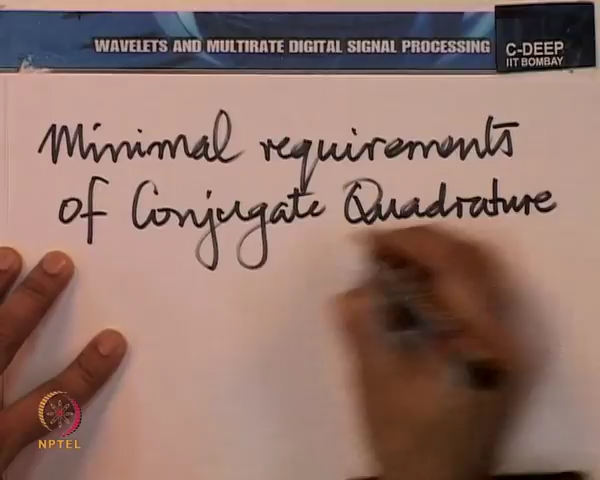 WAVELETS AND MULTIRATE DIGITAL SIGNAL PROCESSING
C-DEEP
IIT BOMBAY
Minimal requirements
of Conjugate Quadrature
NPTEL